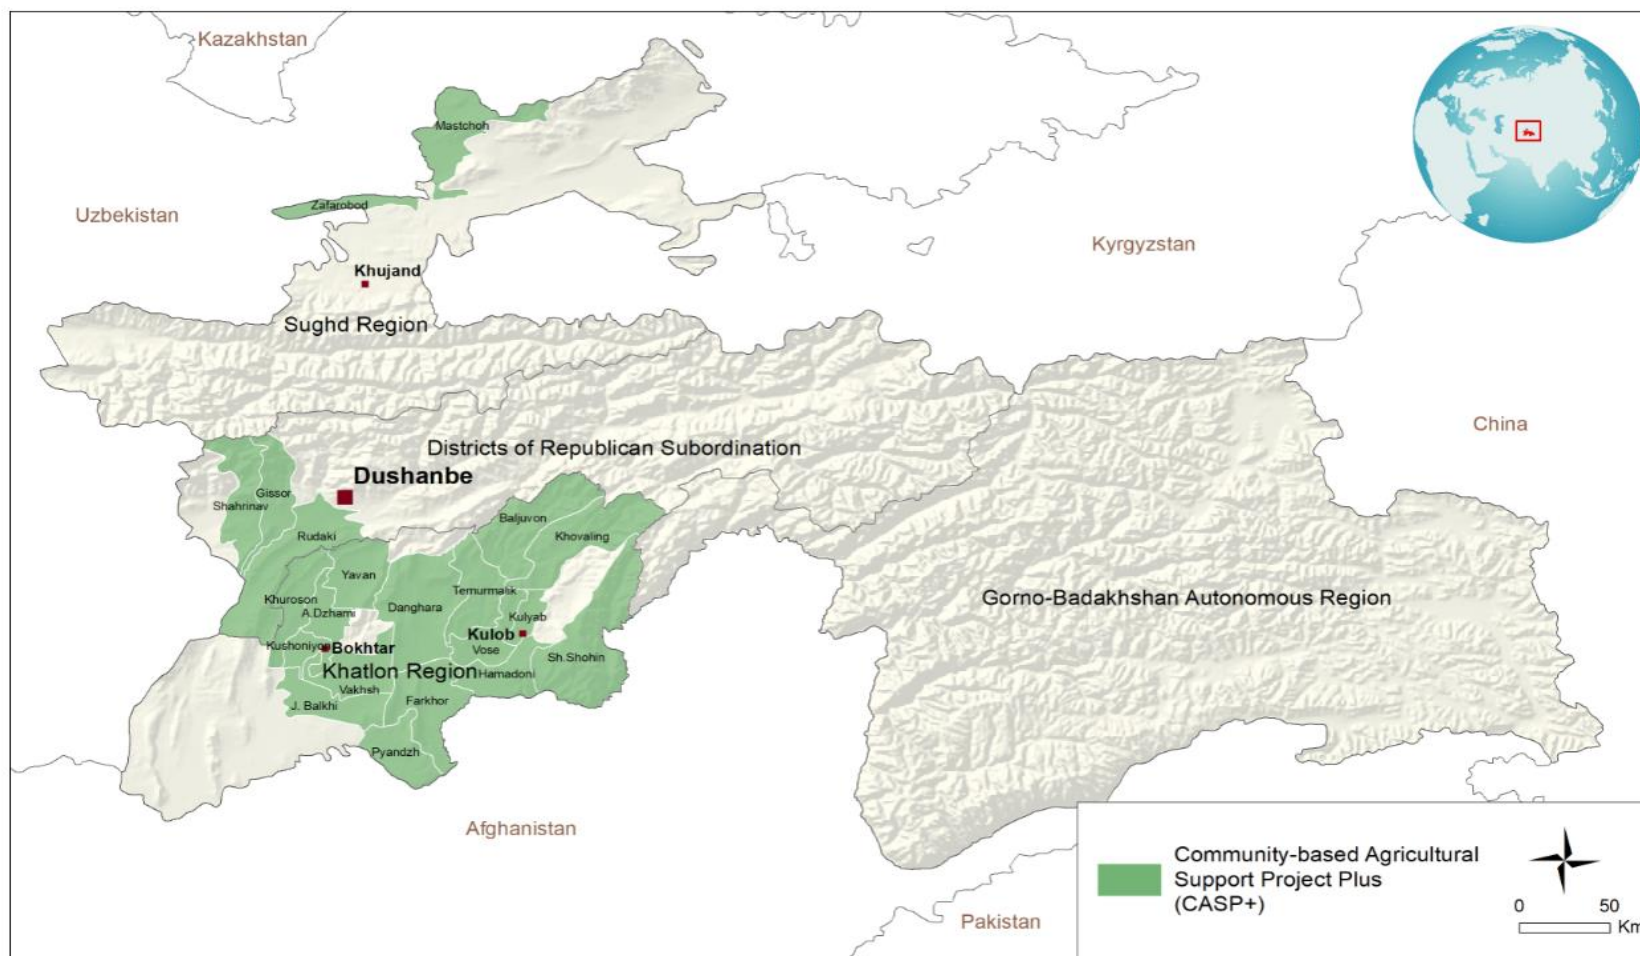 Kazakhstan
Mastchoh
Zafarobod
Uzbekistan
Kyrgyzstan
Khujand
Sughd Region
China
Districts of Republican Subordination
Dushanbe
Gissor
Shahrinav
Rudaki
Baljuvon
Khovaling
Yavan
Temurmalik
Khuroson
A.Dzhami
Danghara
Kulyab
Gorno-Badakhshan Autonomous Region
Kulob
Kushoniyon
Bokhtar
Vose
Sh.Shohin
Khatlon Region
Hamadoni
Vakhsh
Farkhor
J. Balkhi
Pyandzh
Afghanistan
Pakistan
Community-based Agricultural
Support Project Plus
(CASP+)
0 50
Km